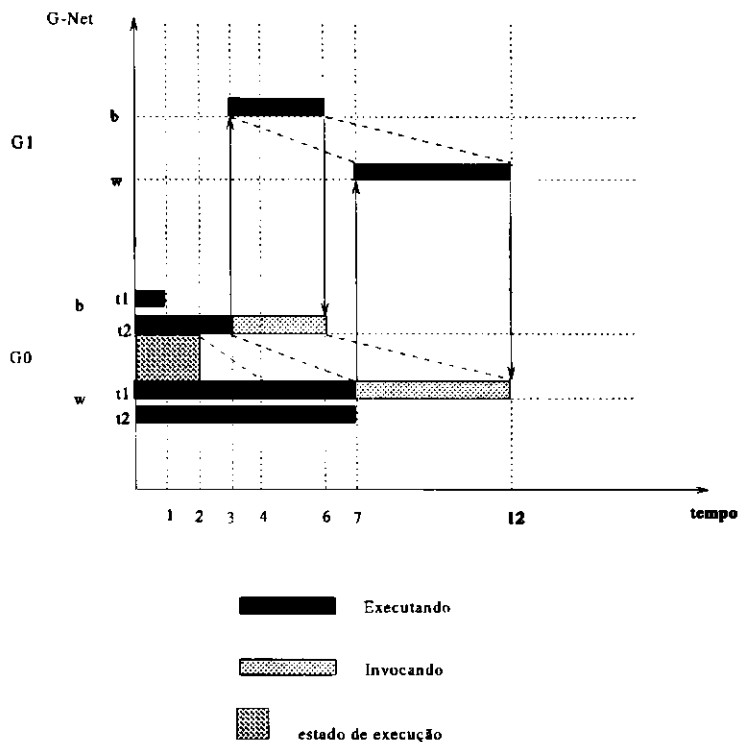 G-Net
b
G1
w
t1
b
t2
G0
t1
w
t2
1 2 3 4 6 7 12
tempo
Executando
Invocando
estado de execução